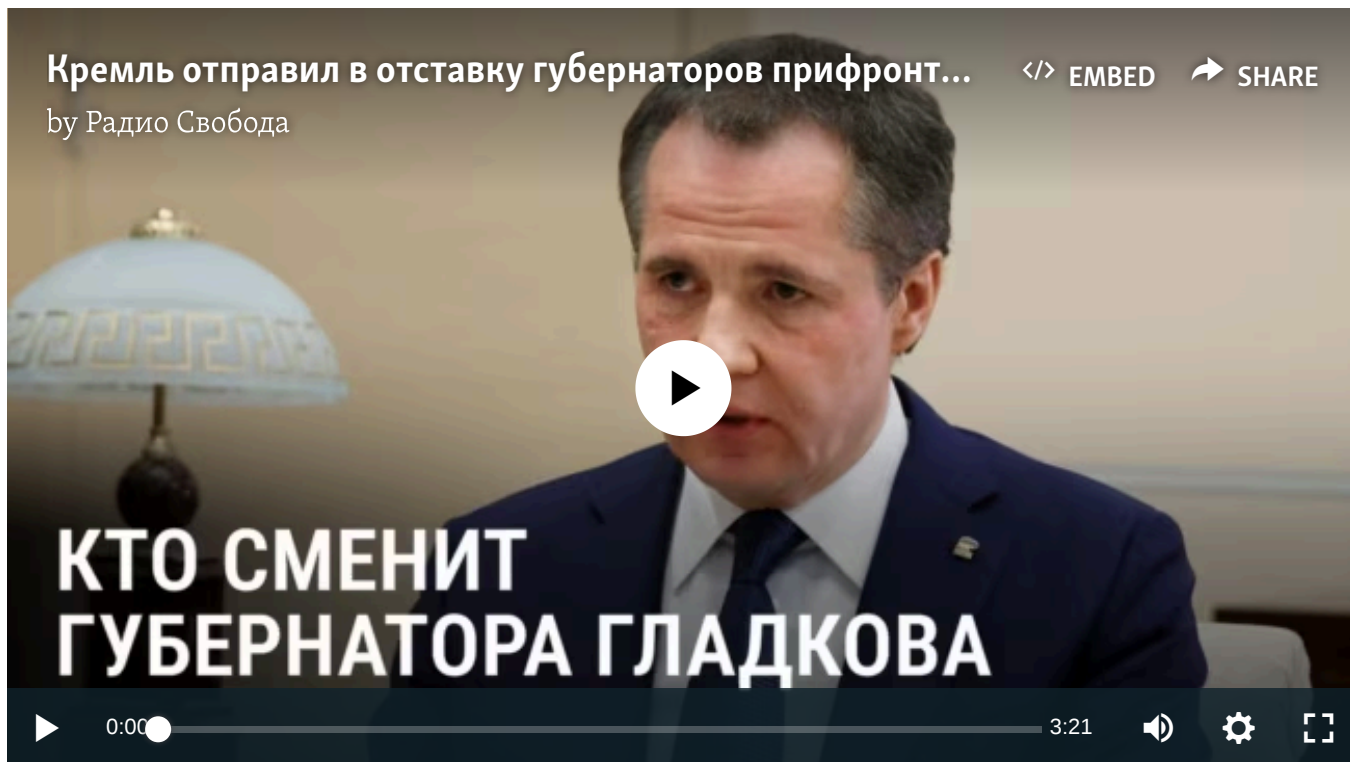 Кремль отправил в отставку губернаторов прифронт...
EMBED
SHARE
by Радио Свобода
КТО СМЕНИТ
ГУБЕРНАТОРА ГЛАДКОВА
0:00
3:21